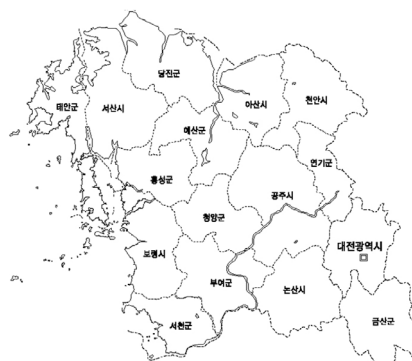 당진군
태안군
서산시
아산시
천안시
예산군
연기군
홍성군
공주시
청양군
대전광역시
보령시
부여군
논산시
서천군
금산군